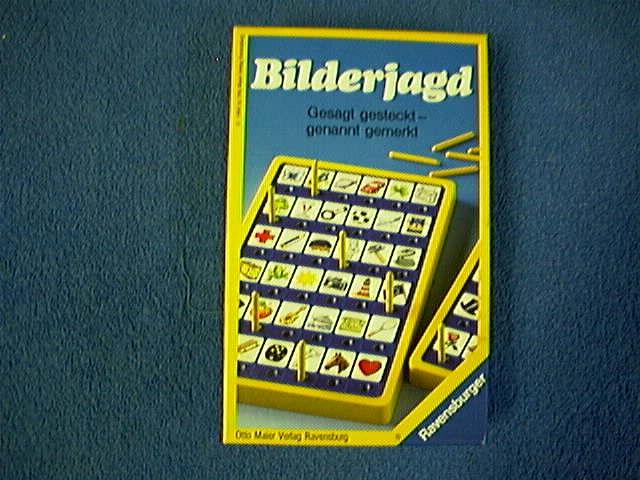 Bilderjagd
Gesagt gesteckt –
genannt gemerkt
Otto Maier Verlag Ravensburg
Ravensburger